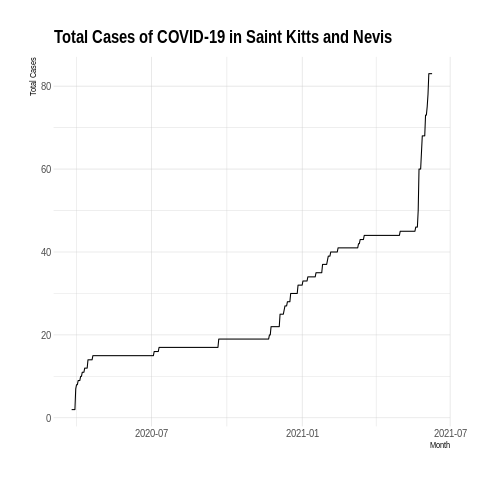 Total Cases of COVID-19 in Saint Kitts and Nevis
Total Cases
80
60
40
20
0
2020-07 2021-01 2021-07
Month